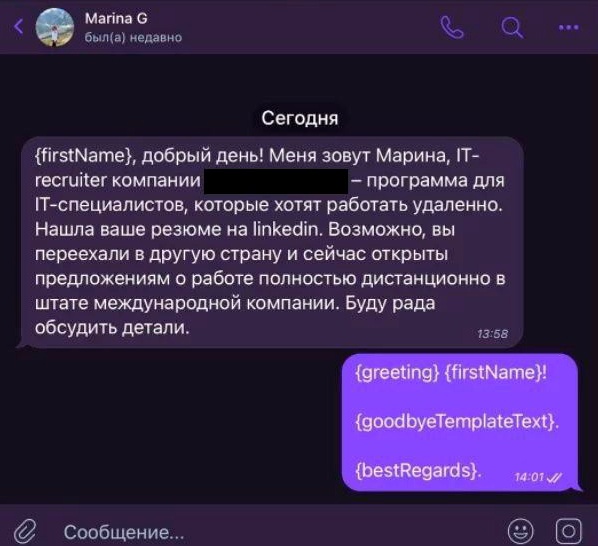 Marina G
был(а) недавно
Сегодня
{firstName}, добрый день! Меня зовут Марина, IT-
recruiter компании – программа для
IT-специалистов, которые хотят работать удаленно.
Нашла ваше резюме на linkedin. Возможно, вы
переехали в другую страну и сейчас открыты
предложениям о работе полностью дистанционно в
штате международной компании. Буду рада
обсудить детали.
13:58
{greeting} {firstName}!
{goodbyeTemplateText}.
{bestRegards}.
14:01
Сообщение...